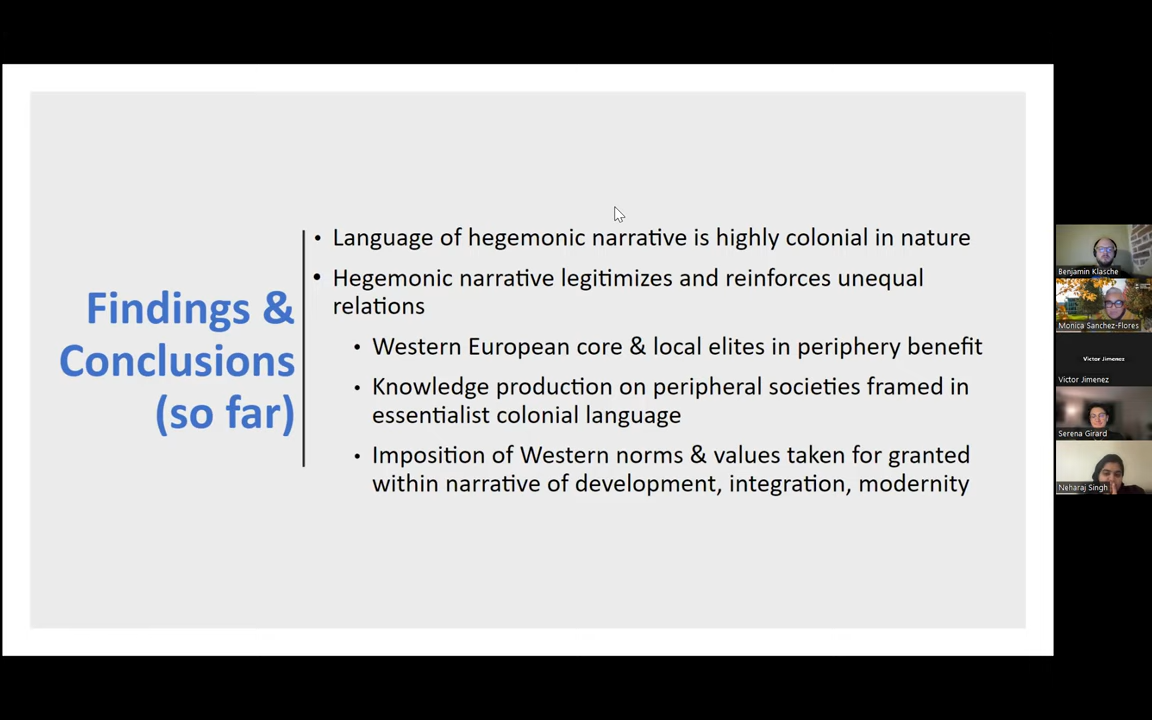 Findings &
Conclusions
(so far)
• Language of hegemonic narrative is highly colonial in nature
• Hegemonic narrative legitimizes and reinforces unequal
relations
• Western European core & local elites in periphery benefit
• Knowledge production on peripheral societies framed in
essentialist colonial language
• Imposition of Western norms & values taken for granted
within narrative of development, integration, modernity
Benjamin Klasche
Monica Sanchez-Flores
Victor Jimenez
Victor Jimenez
Serena Girard
Neharaj Singh